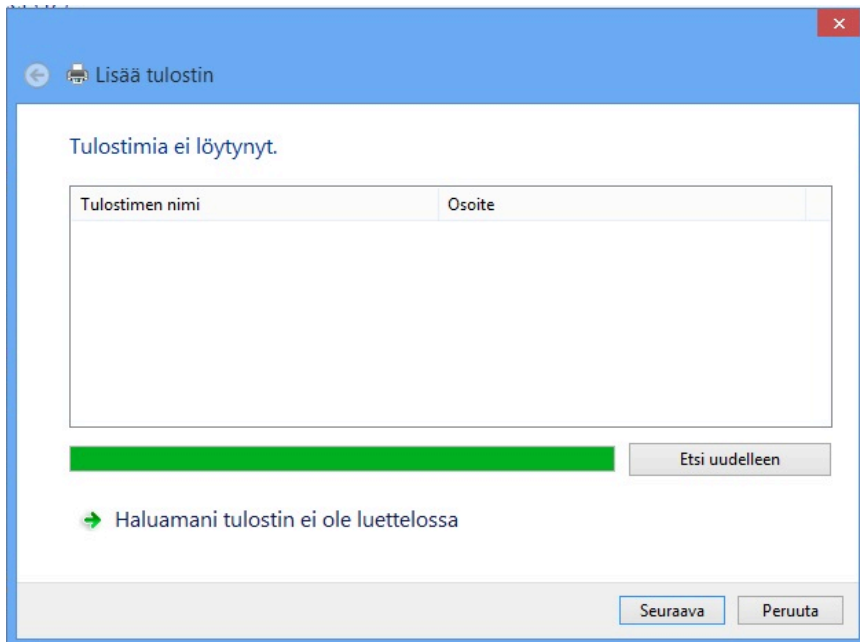 Lisää tulostin
Tulostimia ei löytynyt.
Tulostimen nimi Osoite
Etsi uudelleen
Haluamani tulostin ei ole luettelossa
Seuraava Peruuta